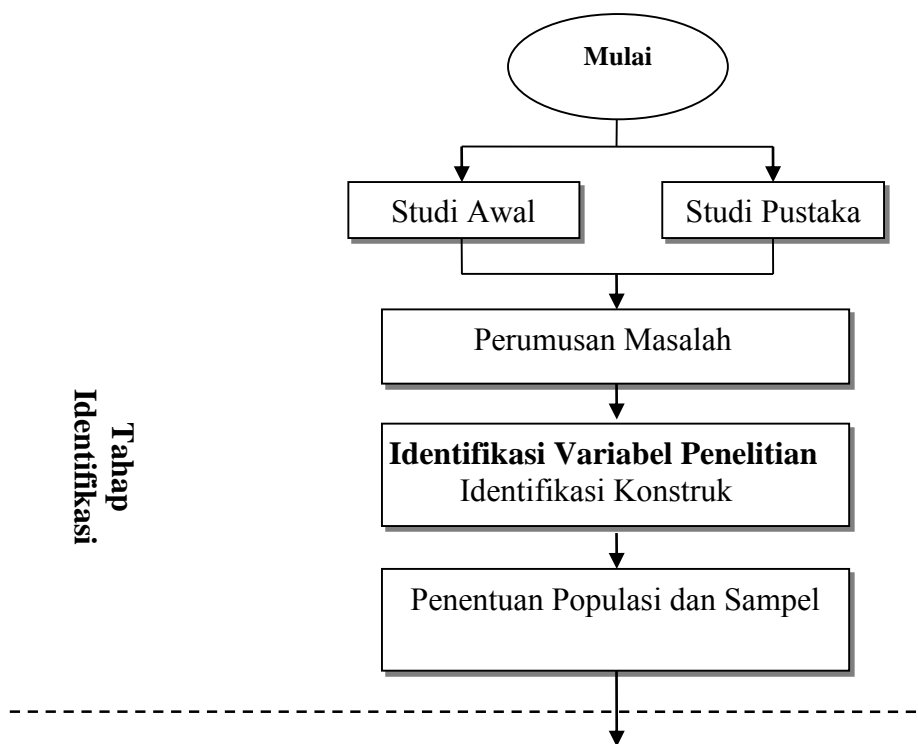 Mulai
Studi Awal
Studi Pustaka
Perumusan Masalah
Tahap
Identifikasi
Identifikasi Variabel Penelitian
Identifikasi Konstruk
Penentuan Populasi dan Sampel